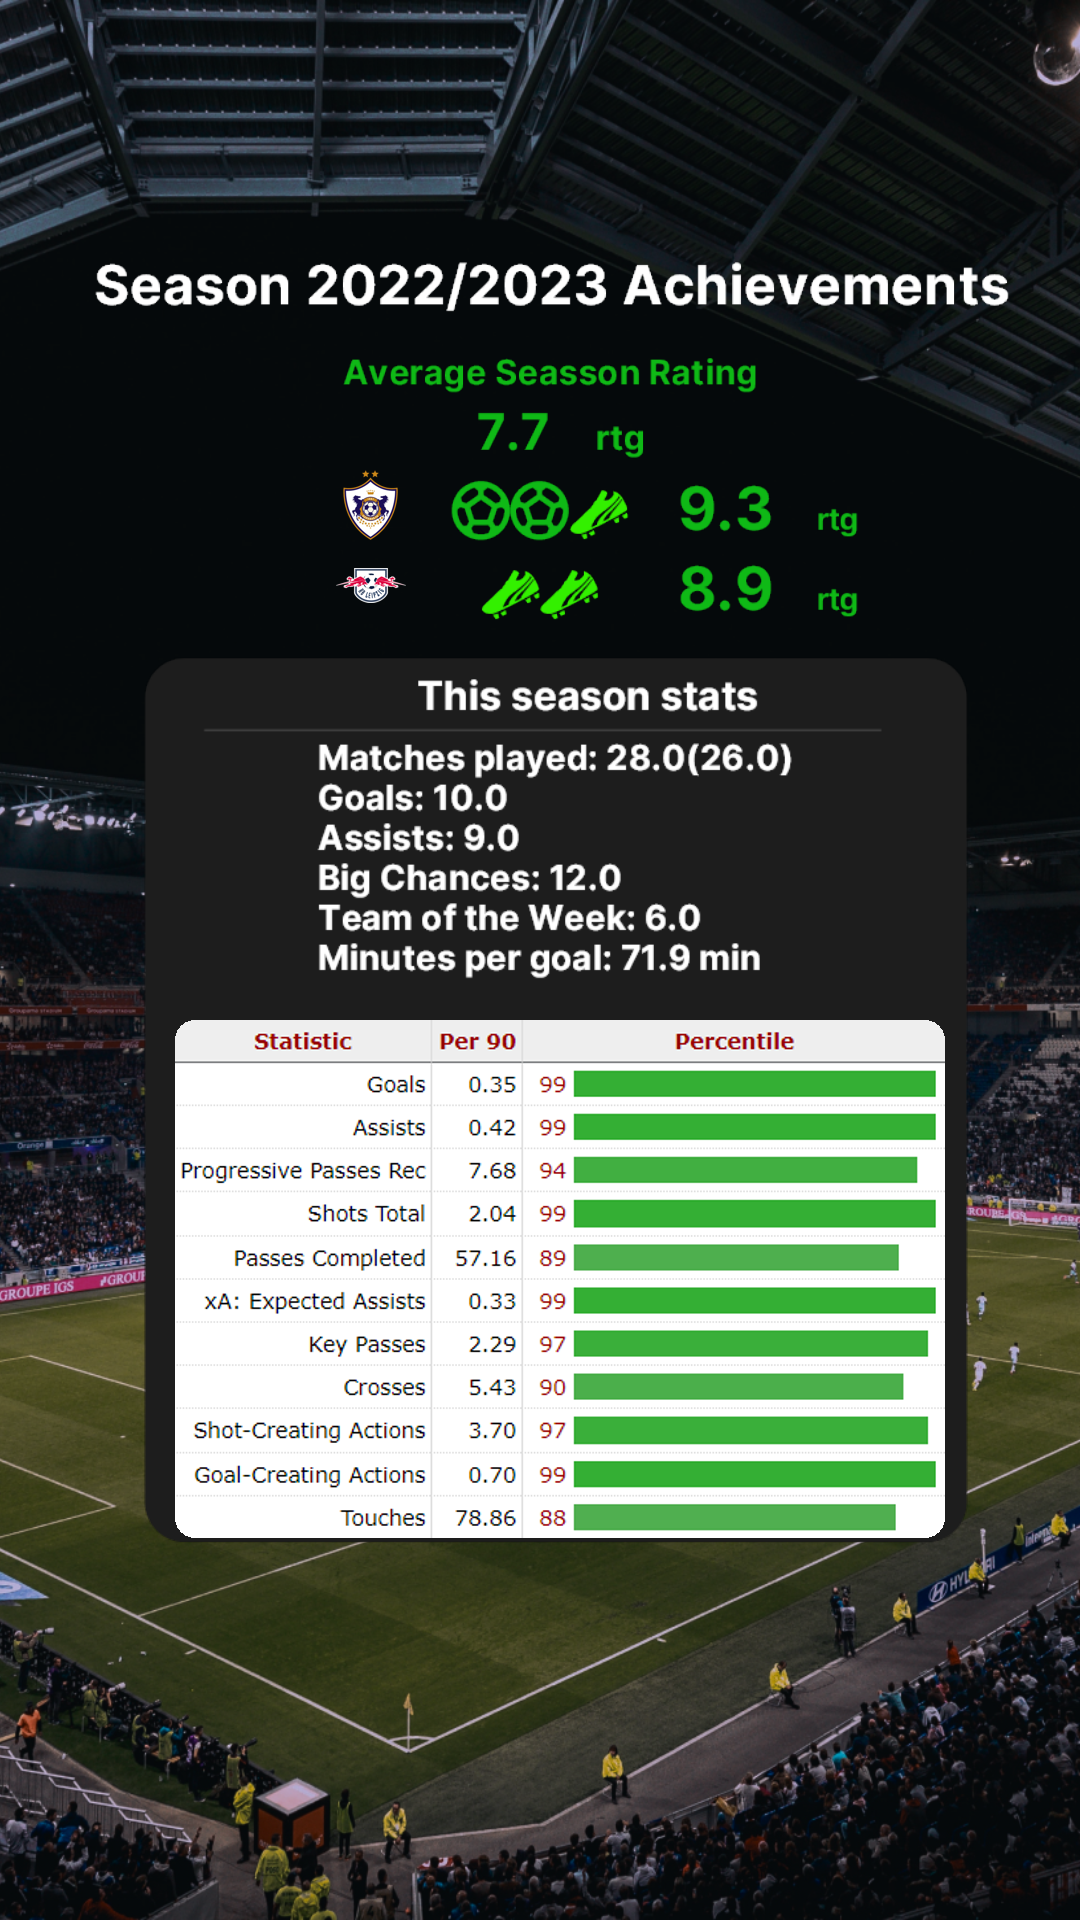 Season 2022/2023 Achievements
Average Seasson Rating
7.7 rtg
9.3 rtg
8.9 rtg
This season stats
Matches played: 28.0(26.0)
Goals: 10.0
Assists: 9.0
Big Chances: 12.0
Team of the Week: 6.0
Minutes per goal: 71.9 min
Statistic Per 90 Percentile
Goals 0.35 99
Assists 0.42 99
Progressive Passes Rec 7.68 94
Shots Total 2.04 99
Passes Completed 57.16 89
xA: Expected Assists 0.33 99
Key Passes 2.29 97
Crosses 5.43 90
Shot-Creating Actions 3.70 97
Goal-Creating Actions 0.70 99
Touches 78.86 88
Orange
GROUPE IGS #GROU